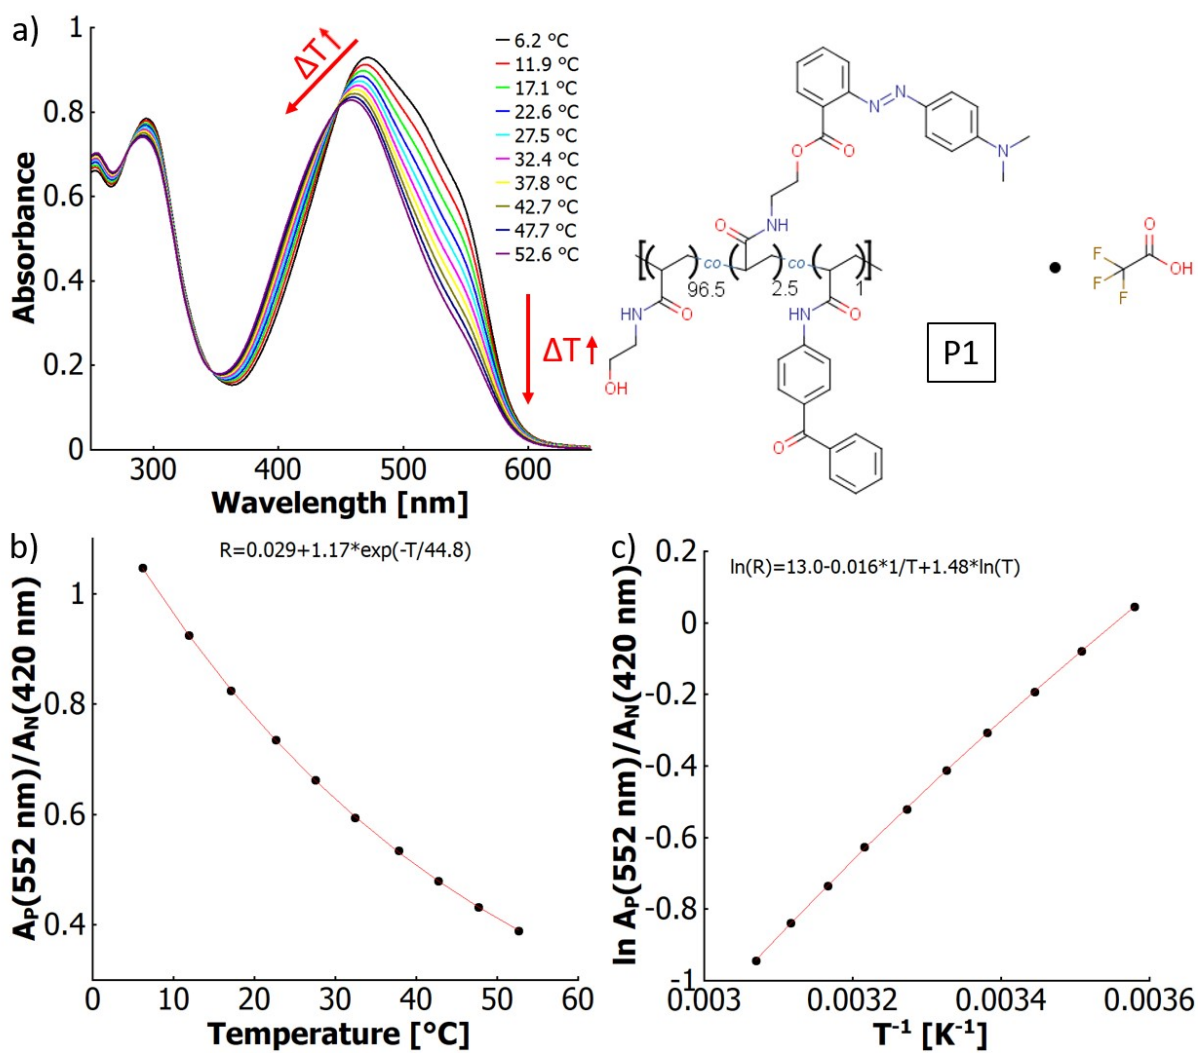 a)
1
0.8
0.6
0.4
0.2
0
300
400
500
600
Absorbance
Wavelength [nm]
ΔT
6.2 °C
11.9 °C
17.1 °C
22.6 °C
27.5 °C
32.4 °C
37.8 °C
42.7 °C
47.7 °C
52.6 °C
ΔT
N
N
N
O
O
NH
O
[
(
)
96.5
co
(
)
2.5
co
(
)
1
]
HN
O
OH
HN
O
O
P1
O
F
F
F
OH
b)
R=0.029+1.17*exp(-T/44.8)
1
0.8
0.6
0.4
0
10
20
30
40
50
60
Aₚ(552 nm)/A_N(420 nm)
Temperature [°C]
c)
ln(R)=13.0-0.016*1/T+1.48*ln(T)
0.2
0
-0.2
-0.4
-0.6
-0.8
-1
0.003
0.0032
0.0034
0.0036
ln Aₚ(552 nm)/A_N(420 nm)
T⁻¹ [K⁻¹]